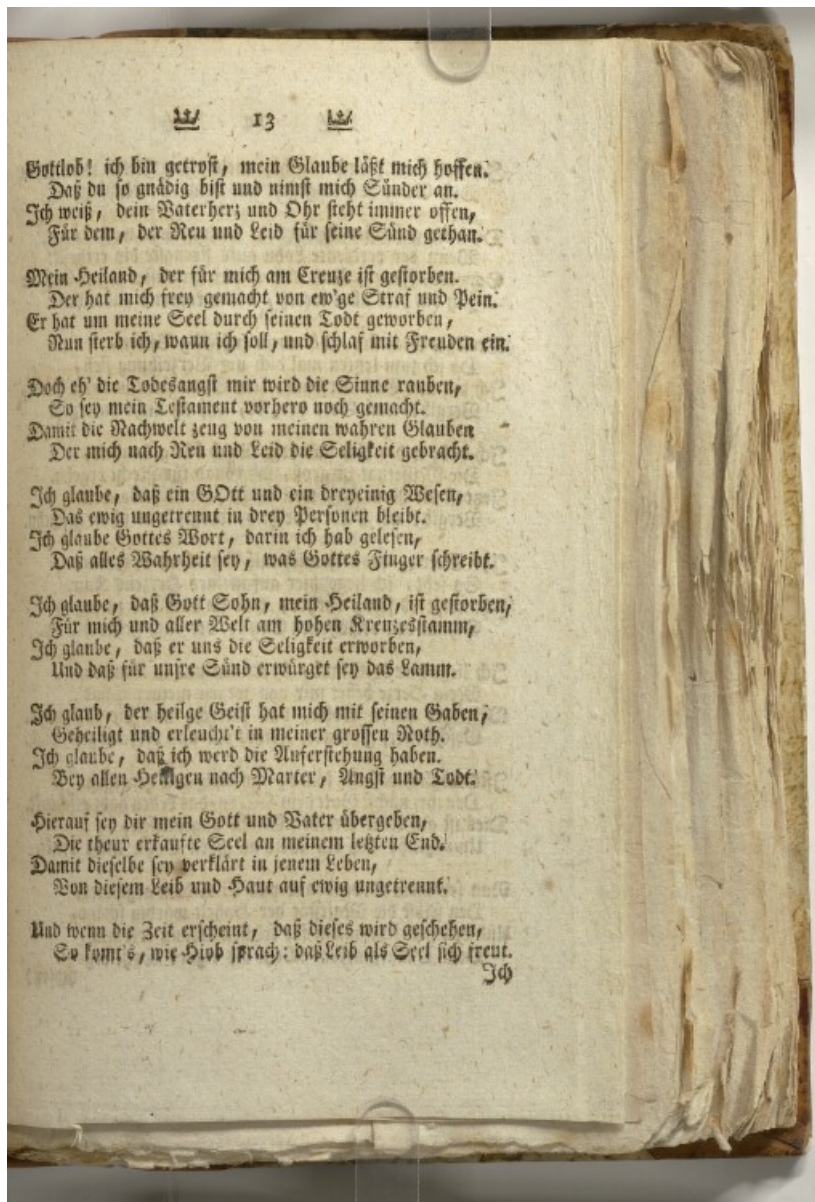 13
Gottlob! ich bin getrost, mein Glaube läßt mich hoffen.
Daß du so gnädig bist und nimst mich Sünder an.
Ich weiß, dein Vaterherz und Ohr steht immer offen,
Für dem, der Reu und Leid für seine Sünd gethan.
Mein Heiland, der für mich am Creuze ist gestorben.
Der hat mich frey gemacht von ew'ge Straf und Pein.
Er hat um meine Seel durch seinen Todt geworben,
Nun sterb ich, wann ich soll, und schlaf mit Freuden ein.
Doch eh' die Todesangst mir wird die Sinne rauben,
So sey mein Testament vorhero noch gemacht.
Damit die Nachwelt zeug von meinen wahren Glauben
Der mich nach Reu und Leid die Seligkeit gebracht.
Ich glaube, daß ein GOtt und ein dreyeinig Wesen,
Das ewig ungetrennt in drey Personen bleibt.
Ich glaube Gottes Wort, darin ich hab gelesen,
Daß alles Wahrheit sey, was Gottes Finger schreibt.
Ich glaube, daß Gott Sohn, mein Heiland, ist gestorben,
Für mich und aller Welt am hohen Kreuzesstamm,
Ich glaube, daß er uns die Seligkeit erworben,
Und daß für unsre Sünd erwürget sey das Lamm.
Ich glaub, der heilge Geist hat mich mit seinen Gaben,
Geheiligt und erleucht't in meiner grossen Noth.
Ich glaube, daß ich werd die Auferstehung haben.
Bey allen Heiligen nach Marter, Angst und Todt.
Hierauf sey dir mein Gott und Vater übergeben,
Die theur erkaufte Seel an meinem letzten End.
Damit dieselbe sey verklärt in jenem Leben,
Von diesem Leib und Haut auf ewig ungetrennt.
Und wenn die Zeit erscheint, daß dieses wird geschehen,
So komt's, wie Hiob sprach: daß Leib als Seel sich freut.
Ich